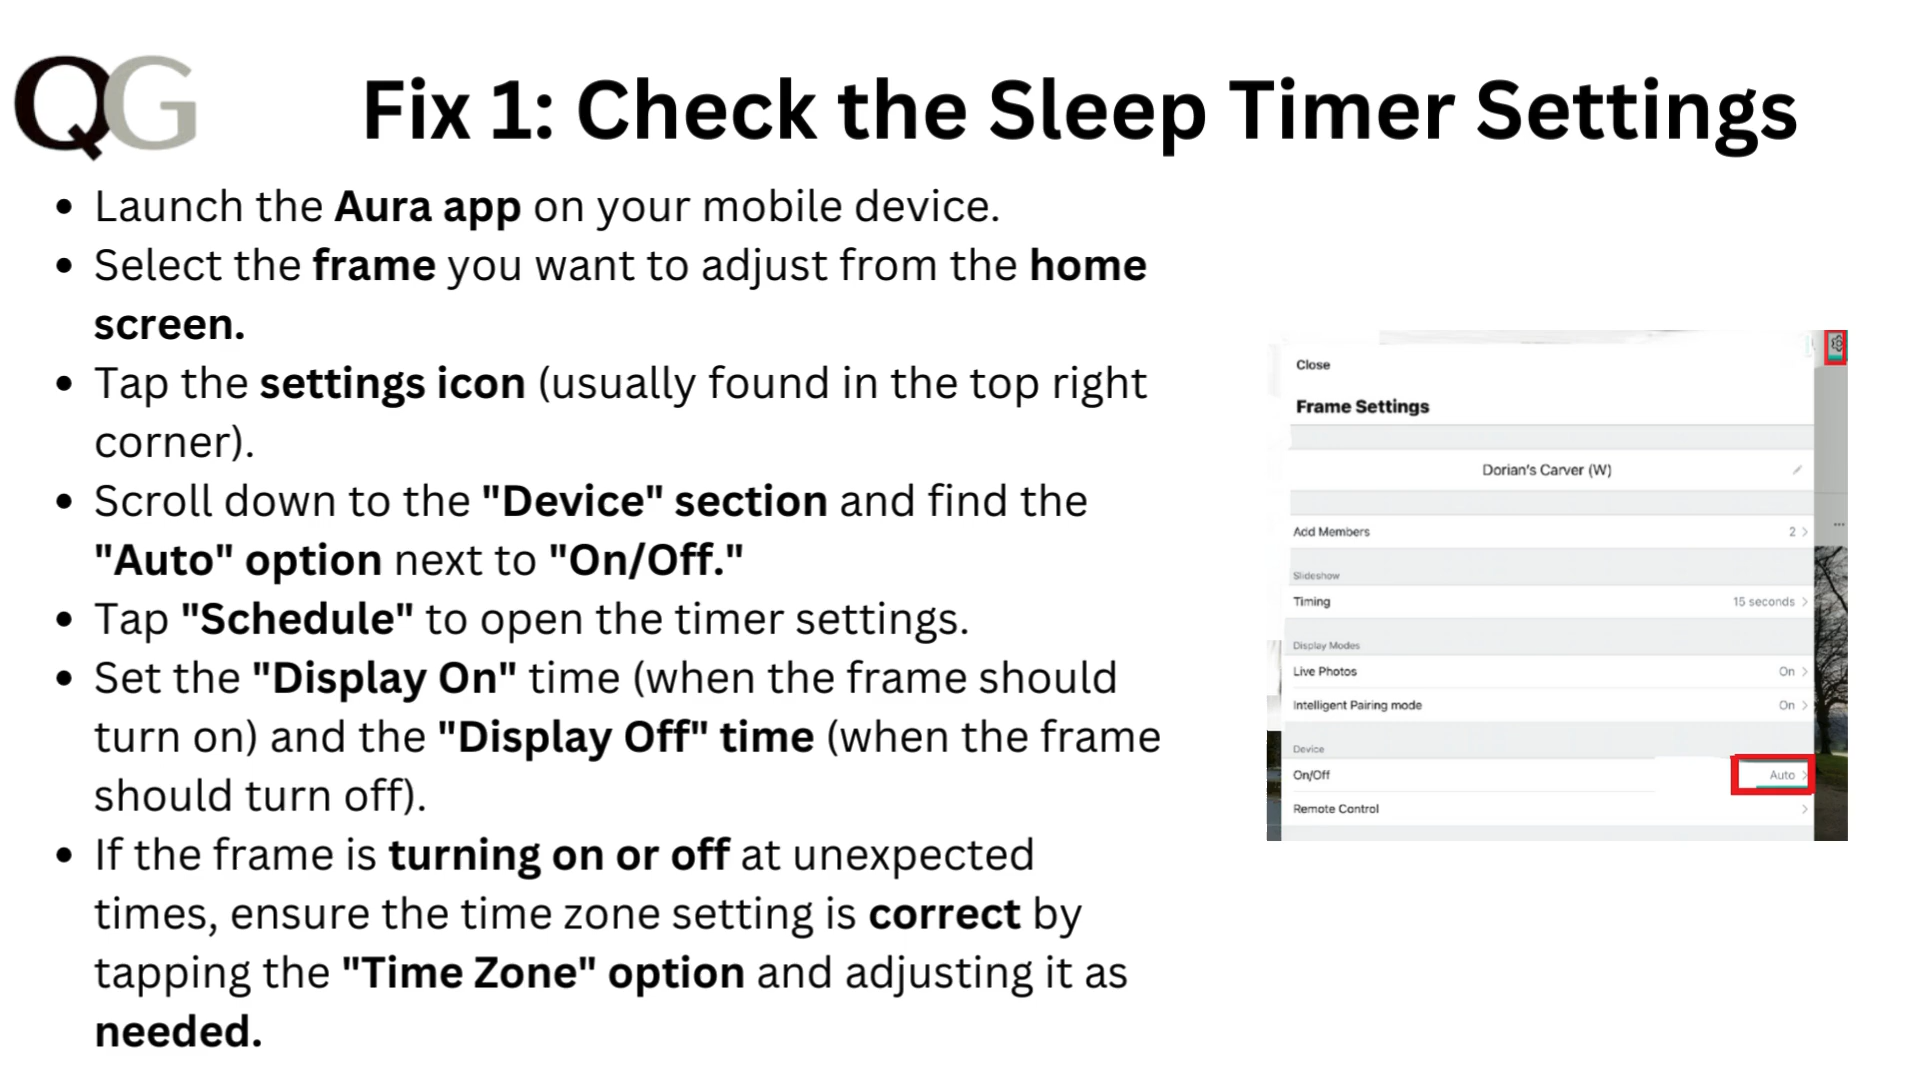 QG
Fix 1: Check the Sleep Timer Settings
• Launch the Aura app on your mobile device.
• Select the frame you want to adjust from the home
screen.
• Tap the settings icon (usually found in the top right
corner).
• Scroll down to the "Device" section and find the
"Auto" option next to "On/Off."
• Tap "Schedule" to open the timer settings.
• Set the "Display On" time (when the frame should
turn on) and the "Display Off" time (when the frame
should turn off).
• If the frame is turning on or off at unexpected
times, ensure the time zone setting is correct by
tapping the "Time Zone" option and adjusting it as
needed.
Close
Frame Settings
Dorian's Carver (W)
Add Members 2 >
Slideshow
Timing 15 seconds >
Display Modes
Live Photos On >
Intelligent Pairing mode On >
Device
On/Off Auto >
Remote Control >